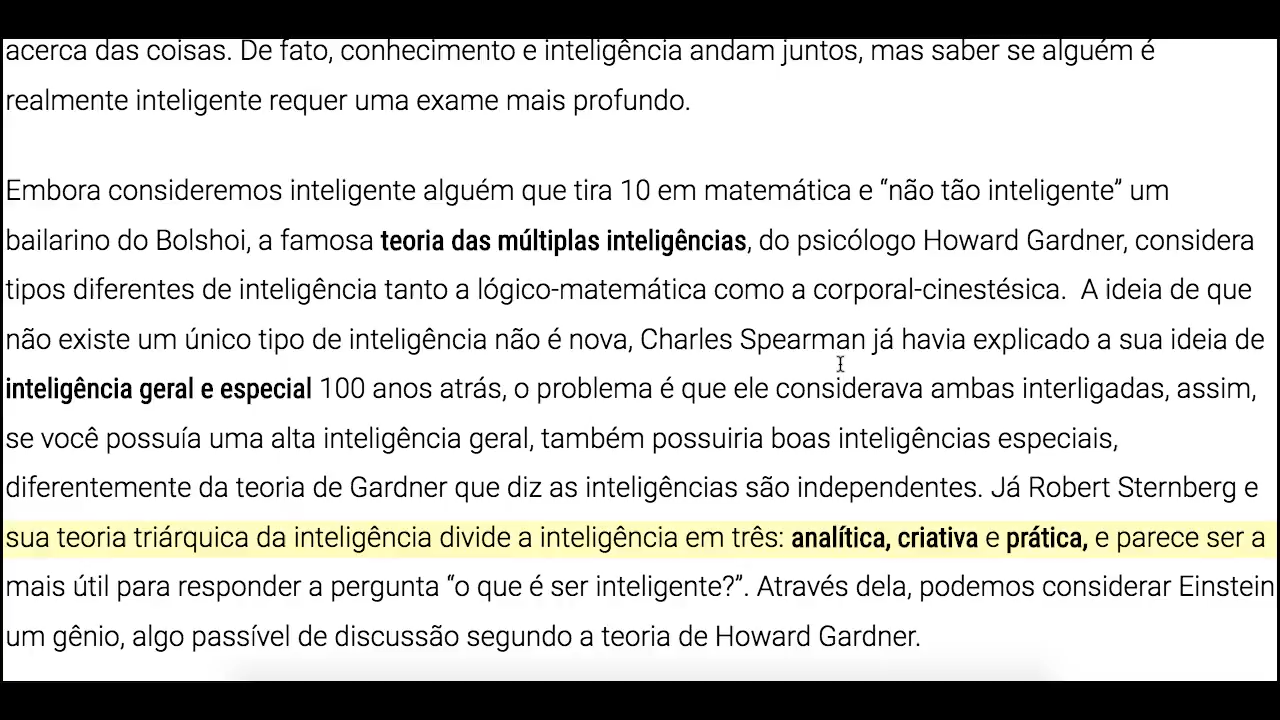 acerca das coisas. De fato, conhecimento e inteligência andam juntos, mas saber se alguém é
realmente inteligente requer uma exame mais profundo.
Embora consideremos inteligente alguém que tira 10 em matemática e “não tão inteligente” um
bailarino do Bolshoi, a famosa teoria das múltiplas inteligências, do psicólogo Howard Gardner, considera
tipos diferentes de inteligência tanto a lógico-matemática como a corporal-cinestésica.  A ideia de que
não existe um único tipo de inteligência não é nova, Charles Spearman já havia explicado a sua ideia de
inteligência geral e especial 100 anos atrás, o problema é que ele considerava ambas interligadas, assim,
se você possuía uma alta inteligência geral, também possuiria boas inteligências especiais,
diferentemente da teoria de Gardner que diz as inteligências são independentes. Já Robert Sternberg e
sua teoria triárquica da inteligência divide a inteligência em três: analítica, criativa e prática, e parece ser a
mais útil para responder a pergunta “o que é ser inteligente?”. Através dela, podemos considerar Einstein
um gênio, algo passível de discussão segundo a teoria de Howard Gardner.